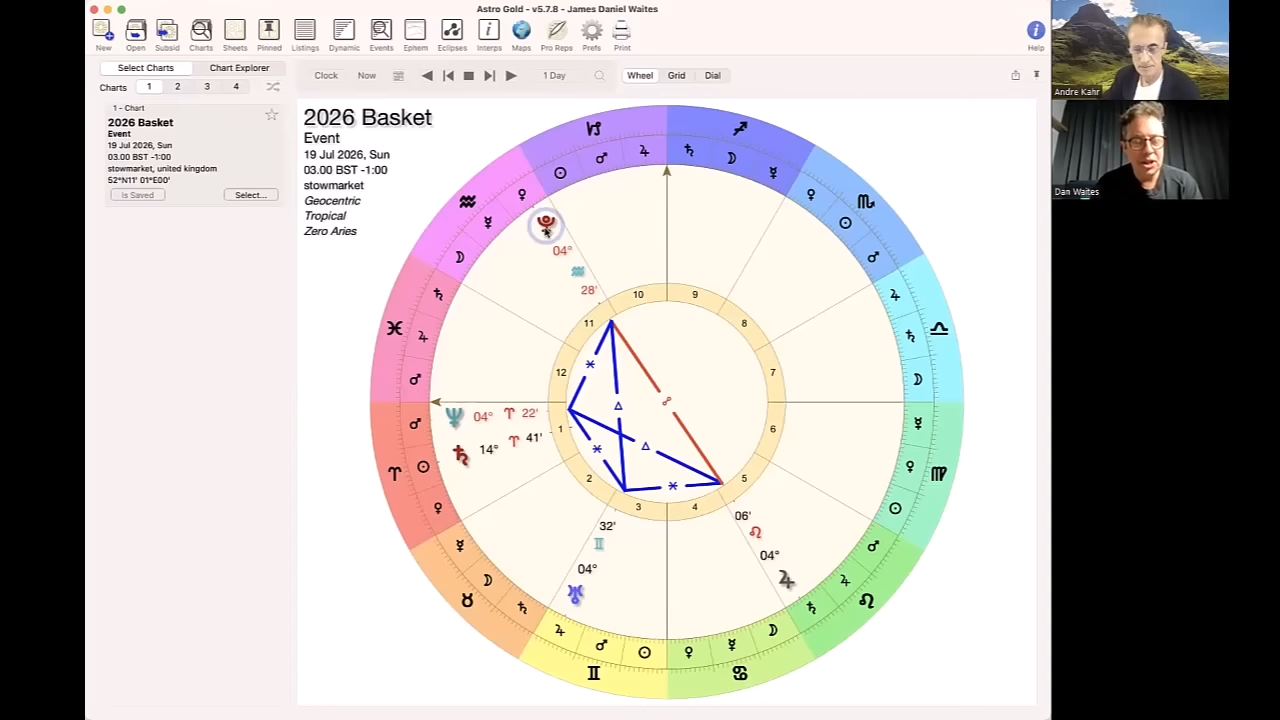 Astro Gold - v5.7.8 - James Daniel Waites
New Open Subsid Charts Sheets Pinned Listings Dynamic Events Ephem Eclipses Interps Maps Pro Reps Prefs Print Help
Select Charts Chart Explorer
Clock Now 1 Day Wheel Grid Dial
Charts 1 2 3 4
1 - Chart
2026 Basket
Event
19 Jul 2026, Sun
03.00 BST -1:00
stowmarket, united kingdom
52°N11' 01°E00'
Is Saved Select...
2026 Basket
Event
19 Jul 2026, Sun
03.00 BST -1:00
stowmarket
Geocentric
Tropical
Zero Aries
04°
♒
28'
10 9
11 8
12 7
1 6
2 5
3 4
♆ 04° ♈ 22'
♄ 14° ♈ 41'
32'
♊
04°
♅
06'
♌
04°
♃
Andre Kahr
Dan Waites